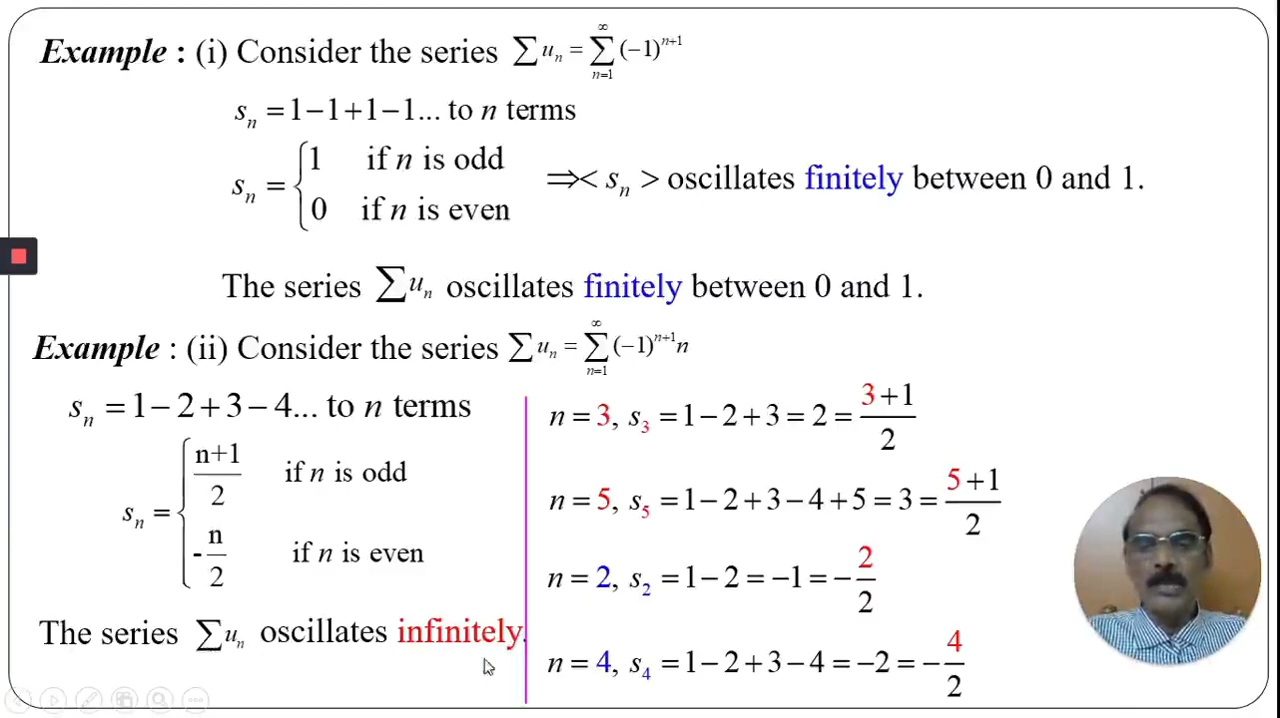 Example : (i) Consider the series ∑ uₙ = ∑_{n=1}^{∞} (−1)^{n+1}
sₙ = 1−1+1−1... to n terms
sₙ = { 1 if n is odd
0 if n is even
⇒< sₙ > oscillates finitely between 0 and 1.
The series ∑ uₙ oscillates finitely between 0 and 1.
Example : (ii) Consider the series ∑ uₙ = ∑_{n=1}^{∞} (−1)^{n+1} n
sₙ = 1−2+3−4... to n terms
sₙ = { (n+1)/2 if n is odd
-n/2 if n is even
The series ∑ uₙ oscillates infinitely.
n = 3, s₃ = 1−2+3 = 2 = (3+1)/2
n = 5, s₅ = 1−2+3−4+5 = 3 = (5+1)/2
n = 2, s₂ = 1−2 = −1 = −2/2
n = 4, s₄ = 1−2+3−4 = −2 = −4/2